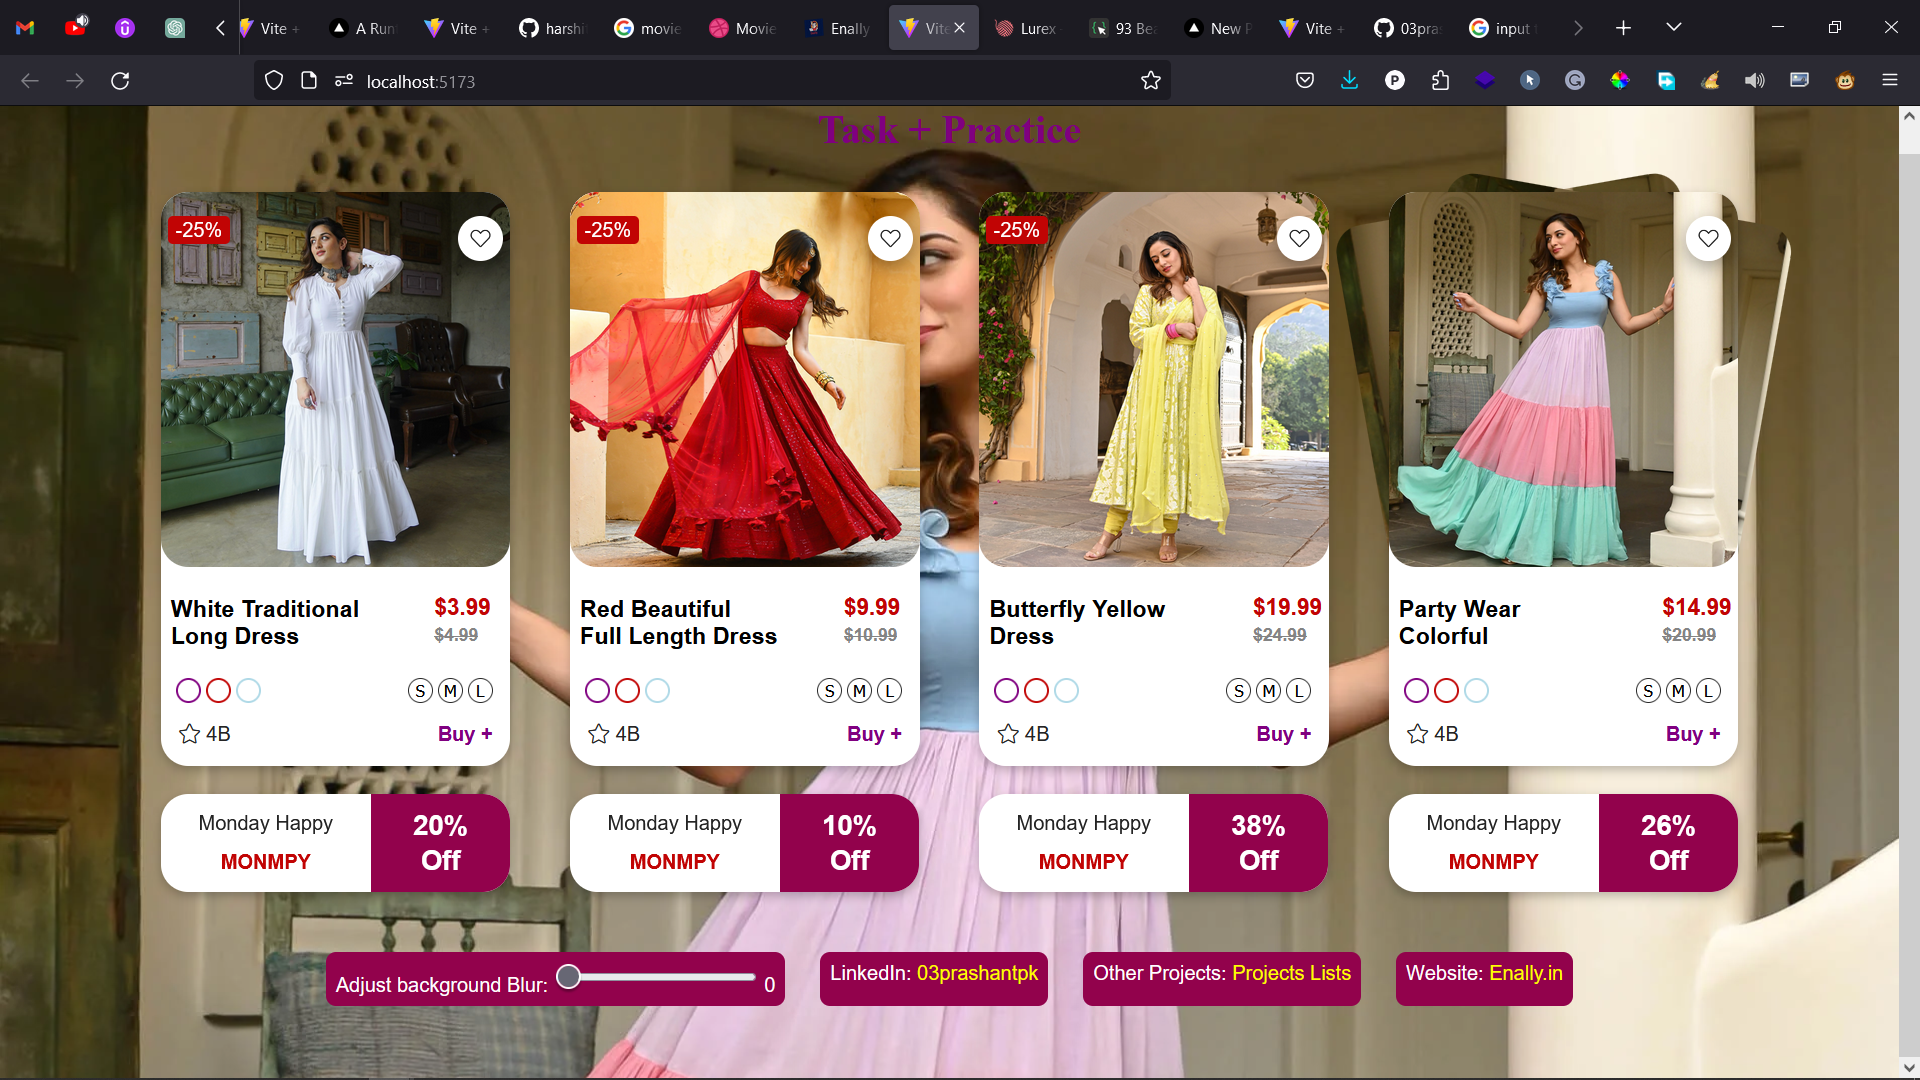 Vite +
A Run
Vite +
harshi
movie
Movie
Enally
Vite
Lurex
93 Bea
New P
Vite +
03pra
input
localhost:5173
Task + Practice
-25%
-25%
-25%
White Traditional
Long Dress
$3.99
$4.99
S M L
4B
Buy +
Red Beautiful
Full Length Dress
$9.99
$10.99
S M L
4B
Buy +
Butterfly Yellow
Dress
$19.99
$24.99
S M L
4B
Buy +
Party Wear
Colorful
$14.99
$20.99
S M L
4B
Buy +
Monday Happy
MONMPY
20%
Off
Monday Happy
MONMPY
10%
Off
Monday Happy
MONMPY
38%
Off
Monday Happy
MONMPY
26%
Off
Adjust background Blur: 0
LinkedIn: 03prashantpk
Other Projects: Projects Lists
Website: Enally.in